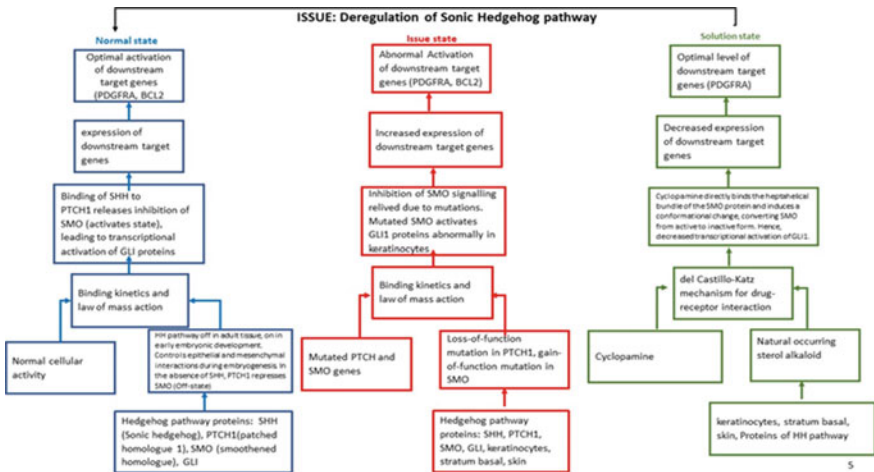 ISSUE: Deregulation of Sonic Hedgehog pathway
Normal state
Optimal activation
of downstream
target genes
(PDGFRA, BCL2
expression of
downstream target
genes
Binding of SHH to
PTCH1 releases inhibition of
SMO (activates state),
leading to transcriptional
activation of GLI proteins
Binding kinetics and
law of mass action
Normal cellular
activity
HH pathway off in adult tissue, on in
early embryonic development.
Controls epithelial and mesenchymal
interactions during embryogenesis. In
the absence of SHH, PTCH1 represses
SMO (Off-state)
Hedgehog pathway proteins: SHH
(Sonic hedgehog), PTCH1(patched
homologue 1), SMO (smoothened
homologue), GLI
Issue state
Abnormal Activation
of downstream target
genes (PDGFRA, BCL2)
Increased expression of
downstream target genes
Inhibition of SMO signalling
relived due to mutations.
Mutated SMO activates
GLI1 proteins abnormally in
keratinocytes
Binding kinetics and
law of mass action
Mutated PTCH and
SMO genes
Loss-of-function
mutation in PTCH1, gain-
of-function mutation in
SMO
Hedgehog pathway
proteins: SHH, PTCH1,
SMO, GLI, keratinocytes,
stratum basal, skin
Solution state
Optimal level of
downstream target
genes (PDGFRA)
Decreased expression
of downstream target
genes
Cyclopamine directly binds the heptahelical
bundle of the SMO protein and induces a
conformational change, converting SMO
from active to inactive form. Hence,
decreased transcriptional activation of GLI1.
del Castillo-Katz
mechanism for drug-
receptor interaction
Cyclopamine
Natural occurring
sterol alkaloid
keratinocytes, stratum basal,
skin, Proteins of HH pathway
5